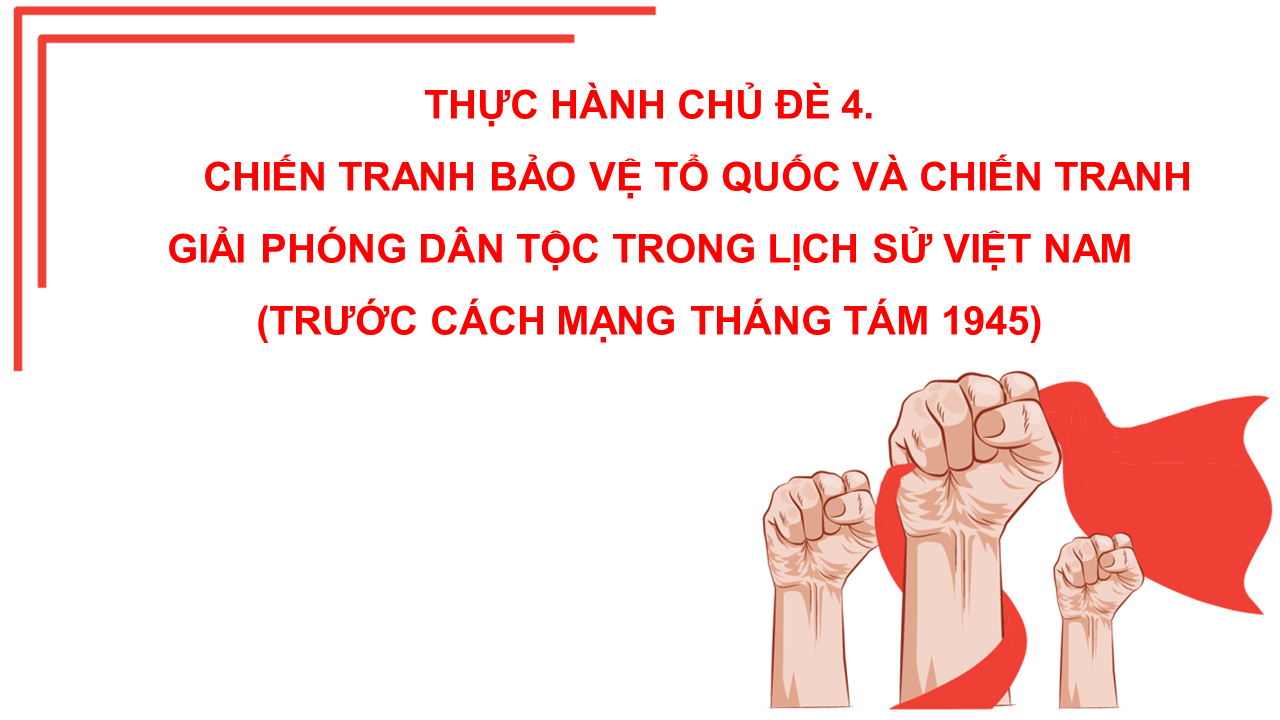 THỰC HÀNH CHỦ ĐÈ 4.
CHIẾN TRANH BẢO VỆ TỔ QUỐC VÀ CHIẾN TRANH
GIẢI PHÓNG DÂN TỘC TRONG LỊCH SỬ VIỆT NAM
(TRƯỚC CÁCH MẠNG THÁNG TÁM 1945)